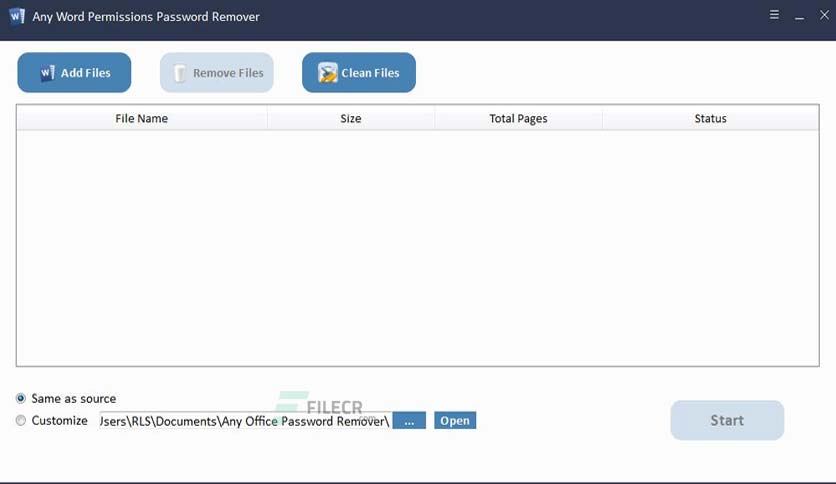 Any Word Permissions Password Remover
Add Files Remove Files Clean Files
File Name Size Total Pages Status
Same as source
FILECR
.com
Customize Jsers\RLS\Documents\Any Office Password Remover\ ... Open
Start